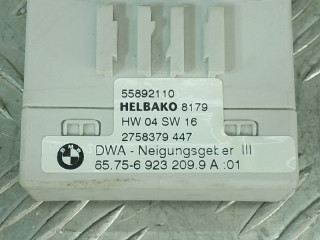 55892110
HELBAKO 8179
HW 04 SW 16
2758379 447
BMW
DWA - Neigungsgeber III
65.75-6 923 209.9 A :01